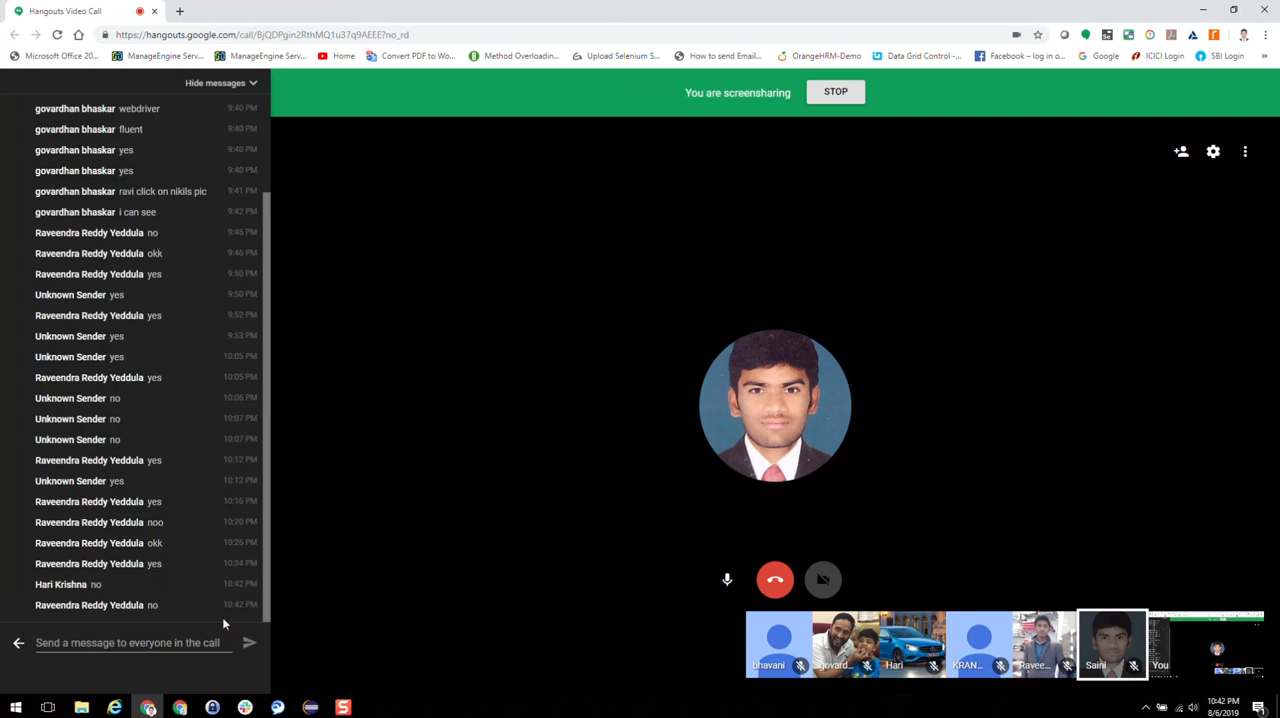 Hangouts Video Call
https://hangouts.google.com/call/BjQDPgin2RthMQ1u37q9AEEE?no_rd
Microsoft Office 20... ManageEngine Serv... ManageEngine Serv... Home Convert PDF to Wo... Method Overloading... Upload Selenium S... How to send Email... OrangeHRM-Demo Data Grid Control -... Facebook – log in o... Google ICICI Login SBI Login »
Hide messages
You are screensharing STOP
govardhan bhaskar webdriver 9:40 PM
govardhan bhaskar fluent 9:40 PM
govardhan bhaskar yes 9:40 PM
govardhan bhaskar yes 9:40 PM
govardhan bhaskar ravi click on nikils pic 9:41 PM
govardhan bhaskar i can see 9:42 PM
Raveendra Reddy Yeddula no 9:46 PM
Raveendra Reddy Yeddula okk 9:46 PM
Raveendra Reddy Yeddula yes 9:50 PM
Unknown Sender yes 9:50 PM
Raveendra Reddy Yeddula yes 9:52 PM
Unknown Sender yes 9:53 PM
Unknown Sender yes 10:05 PM
Raveendra Reddy Yeddula yes 10:05 PM
Unknown Sender no 10:06 PM
Unknown Sender no 10:07 PM
Unknown Sender no 10:07 PM
Raveendra Reddy Yeddula yes 10:12 PM
Unknown Sender yes 10:12 PM
Raveendra Reddy Yeddula yes 10:16 PM
Raveendra Reddy Yeddula noo 10:20 PM
Raveendra Reddy Yeddula okk 10:26 PM
Raveendra Reddy Yeddula yes 10:34 PM
Hari Krishna no 10:42 PM
Raveendra Reddy Yeddula no 10:42 PM
Send a message to everyone in the call
bhavani govard... Hari KRAN... Ravee... Saini You
10:42 PM
8/6/2019